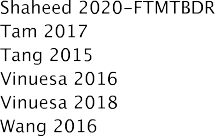 Shaheed 2020-FTMTBDR
Tam 2017
Tang 2015
Vinuesa 2016
Vinuesa 2018
Wang 2016